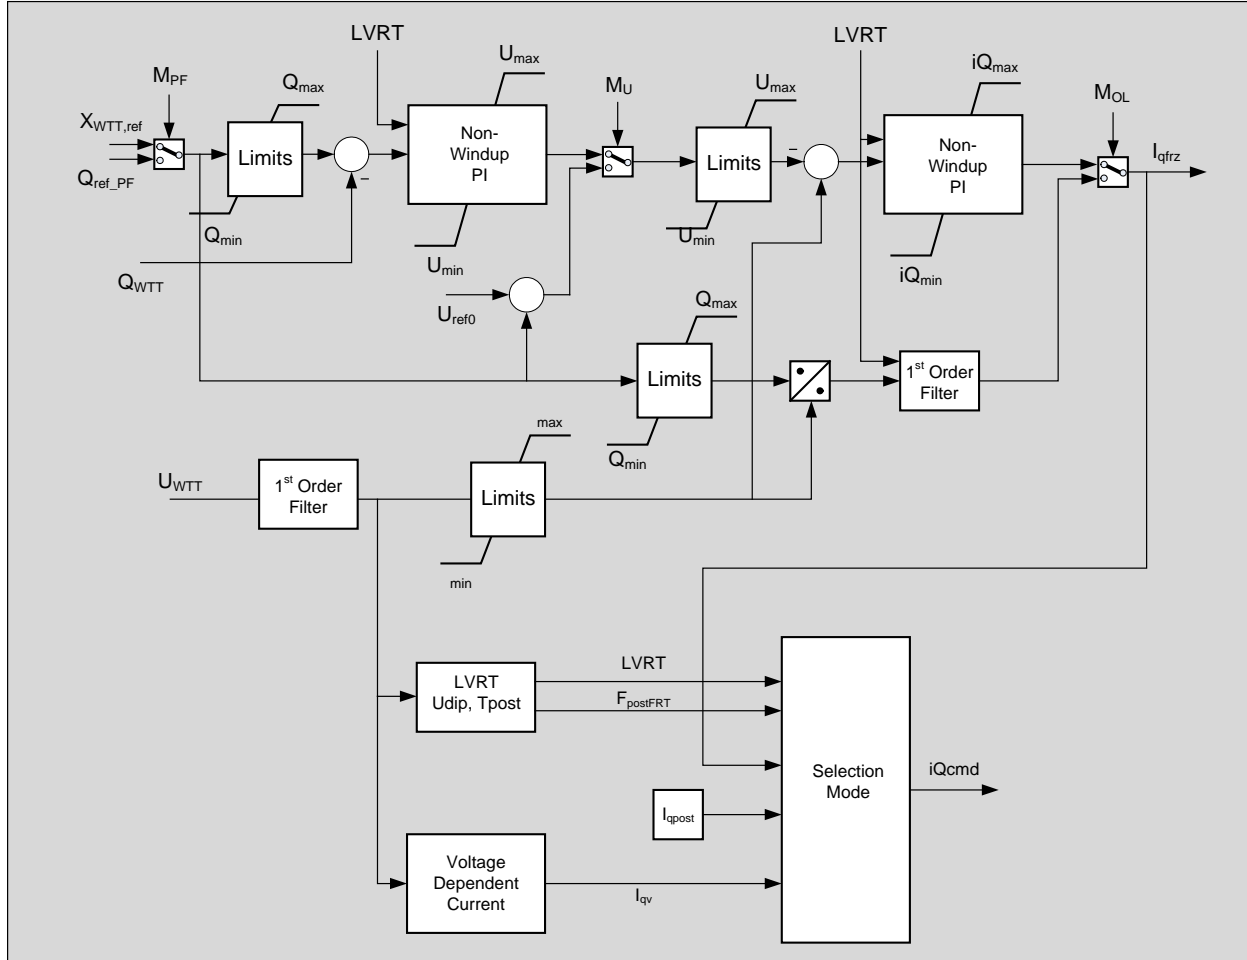 LVRT
LVRT
Umax
iQmax
MPF
Qmax
MU
Umax
MOL
XWTT,ref
Qref_PF
Limits
Non-
Windup
PI
Limits
Non-
Windup
PI
Iqfrz
–
–
Qmin
Umin
Umin
iQmin
QWTT
Uref0
Qmax
Limits
1st Order
Filter
Qmin
max
UWTT
1st Order
Filter
Limits
min
LVRT
Udip, Tpost
LVRT
FpostFRT
Selection
Mode
iQcmd
Iqpost
Voltage
Dependent
Current
Iqv